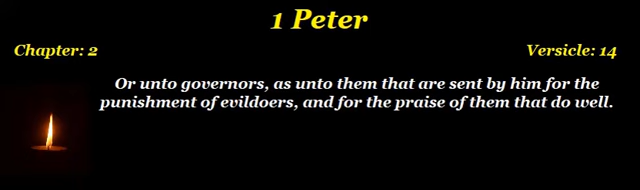 1 Peter
Chapter: 2
Versicle: 14
Or unto governors, as unto them that are sent by him for the
punishment of evildoers, and for the praise of them that do well.